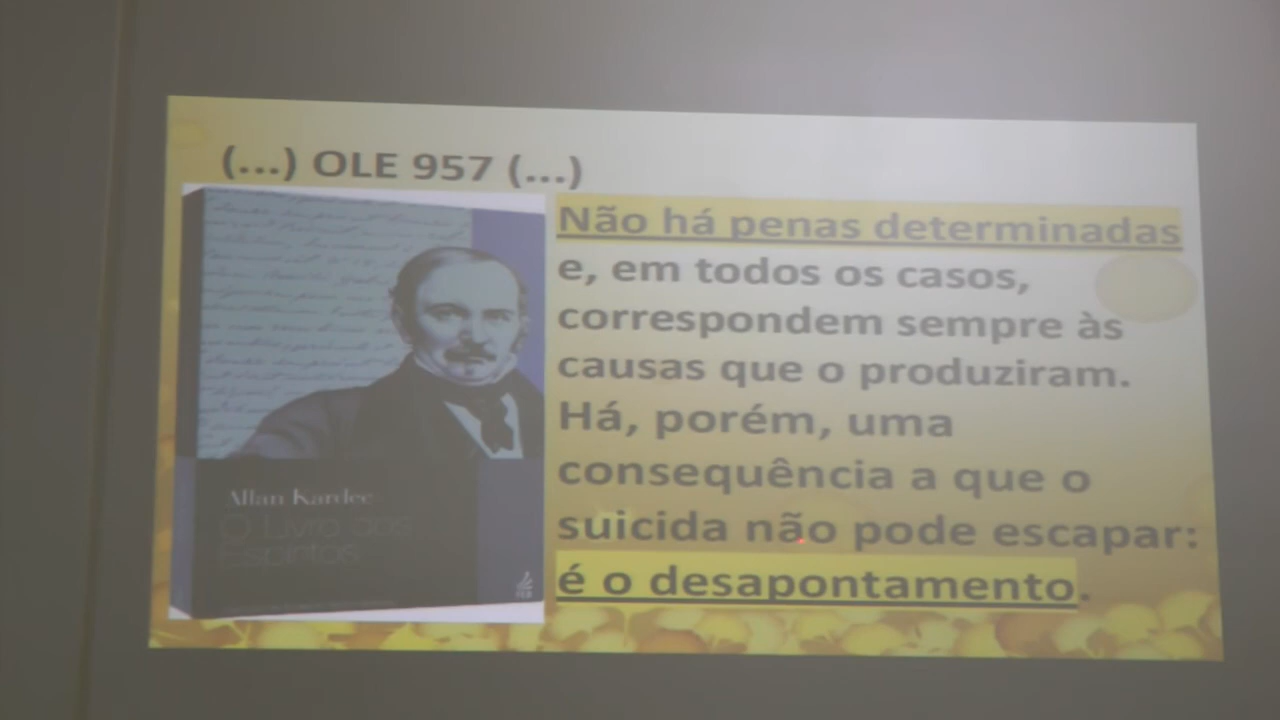 (...) OLE 957 (...)
Não há penas determinadas
e, em todos os casos,
correspondem sempre às
causas que o produziram.
Há, porém, uma
consequência a que o
suicida não pode escapar:
é o desapontamento.
Allan Kardec
O Livro dos
Espíritos
FEB